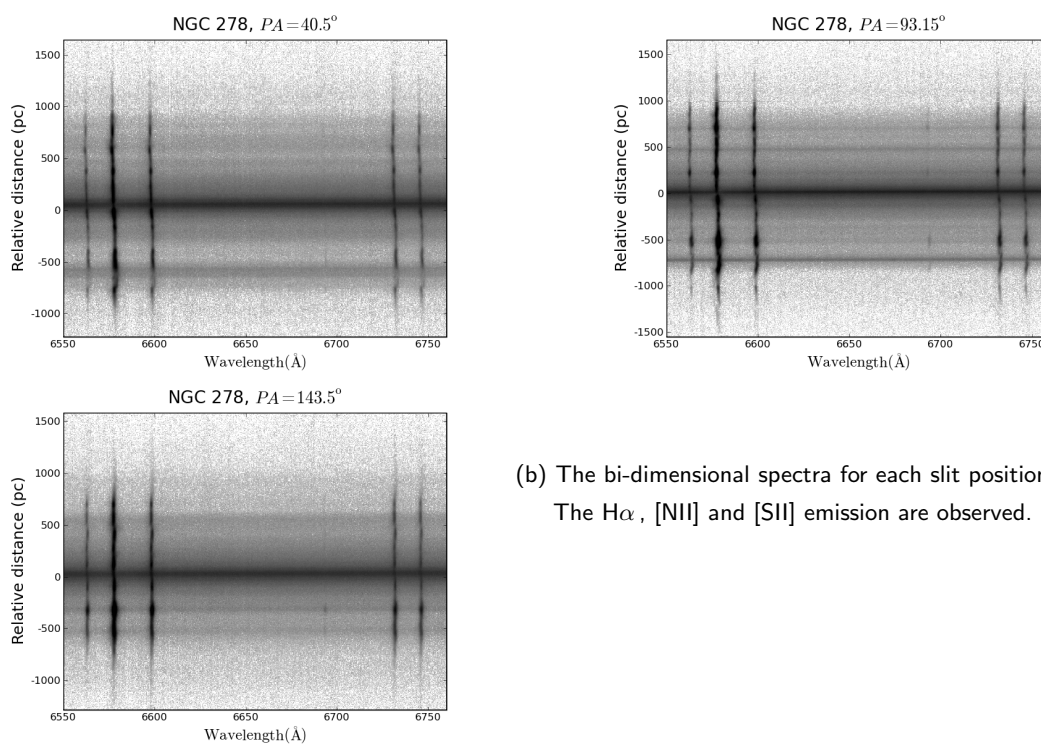 NGC 278, PA=40.5°
1500
1000
500
0
-500
-1000
Relative distance (pc)
6550 6600 6650 6700 6750
Wavelength(Å)
NGC 278, PA=93.15°
1500
1000
500
0
-500
-1000
-1500
Relative distance (pc)
6550 6600 6650 6700 6750
Wavelength(Å)
NGC 278, PA=143.5°
1500
1000
500
0
-500
-1000
Relative distance (pc)
6550 6600 6650 6700 6750
Wavelength(Å)
(b) The bi-dimensional spectra for each slit position
The Hα, [NII] and [SII] emission are observed.